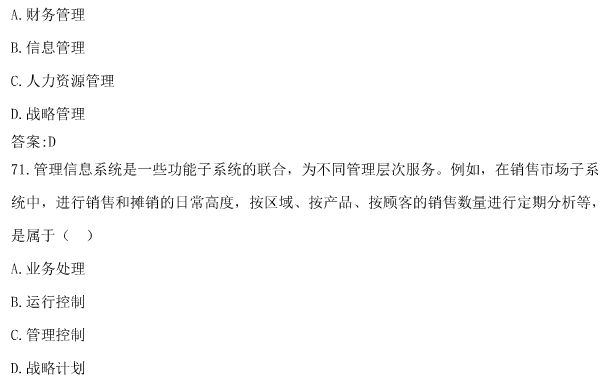 A.财务管理
B.信息管理
C.人力资源管理
D.战略管理
答案:D
71.管理信息系统是一些功能子系统的联合，为不同管理层次服务。例如，在销售市场子系
统中，进行销售和摊销的日常高度，按区域、按产品、按顾客的销售数量进行定期分析等，
是属于（　）
A.业务处理
B.运行控制
C.管理控制
D.战略计划